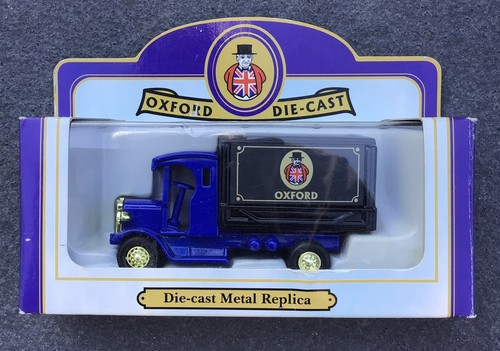 OXFORD DIE-CAST
OXFORD
Die-cast Metal Replica